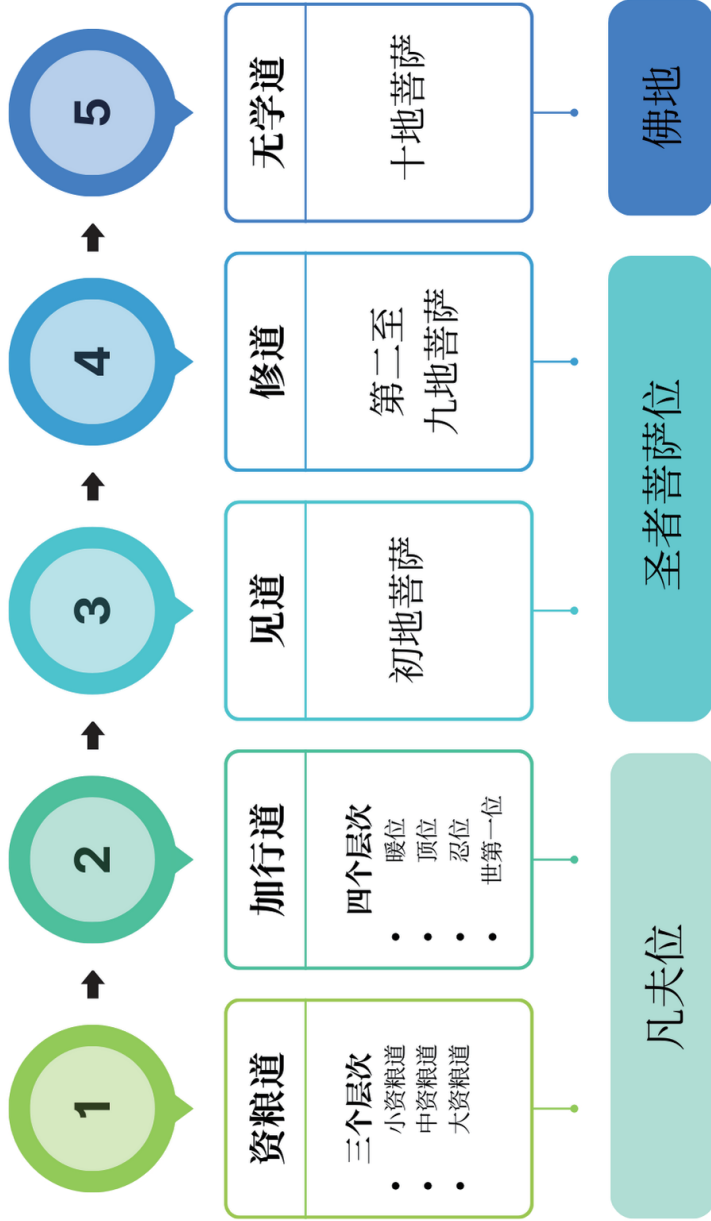 1
资粮道
三个层次
• 小资粮道
• 中资粮道
• 大资粮道
2
加行道
四个层次
• 暖位
• 顶位
• 忍位
• 世第一位
3
见道
初地菩萨
4
修道
第二至
九地菩萨
5
无学道
十地菩萨
凡夫位
圣者菩萨位
佛地